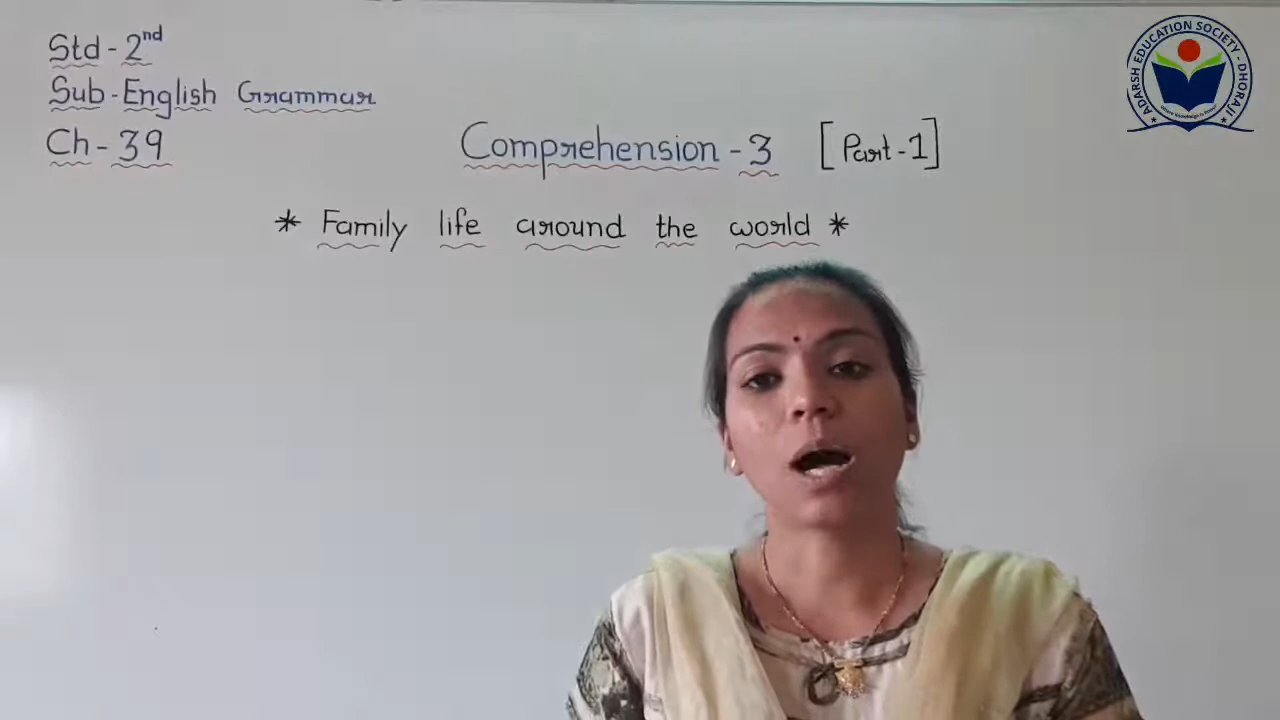 Std - 2nd
Sub - English Grammar
Ch - 39
Comprehension - 3 [Part - 1]
* Family life around the world *
ADARSH EDUCATION SOCIETY - DHORAJI